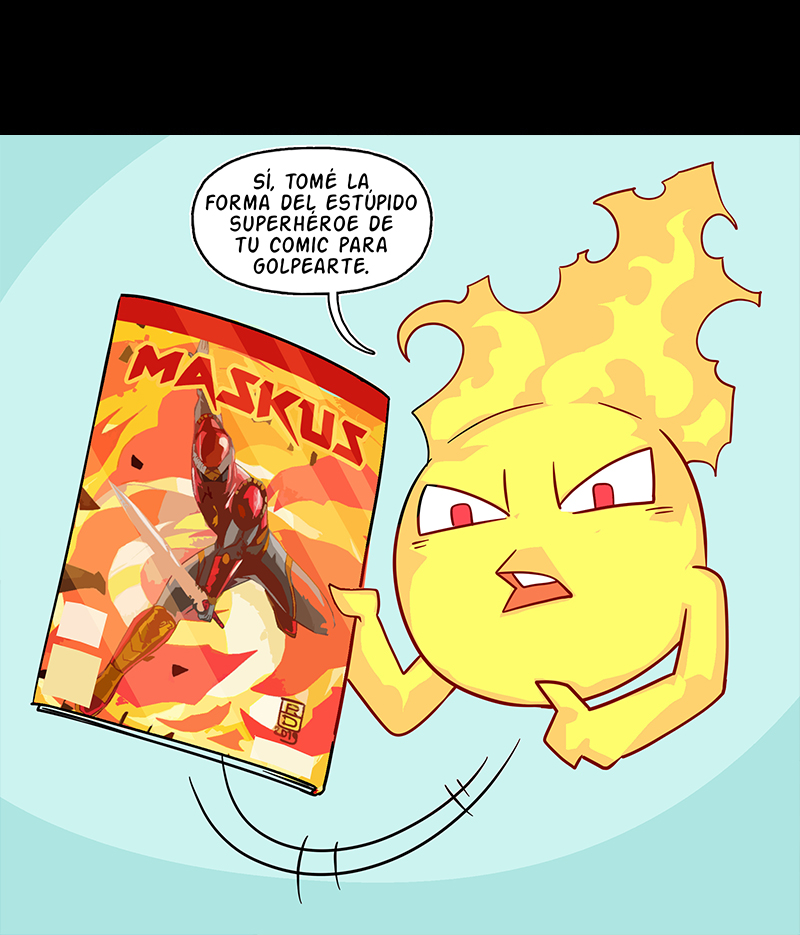 SÍ, TOMÉ LA
FORMA DEL ESTÚPIDO
SUPERHÉROE DE
TU COMIC PARA
GOLPEARTE.
MASKUS